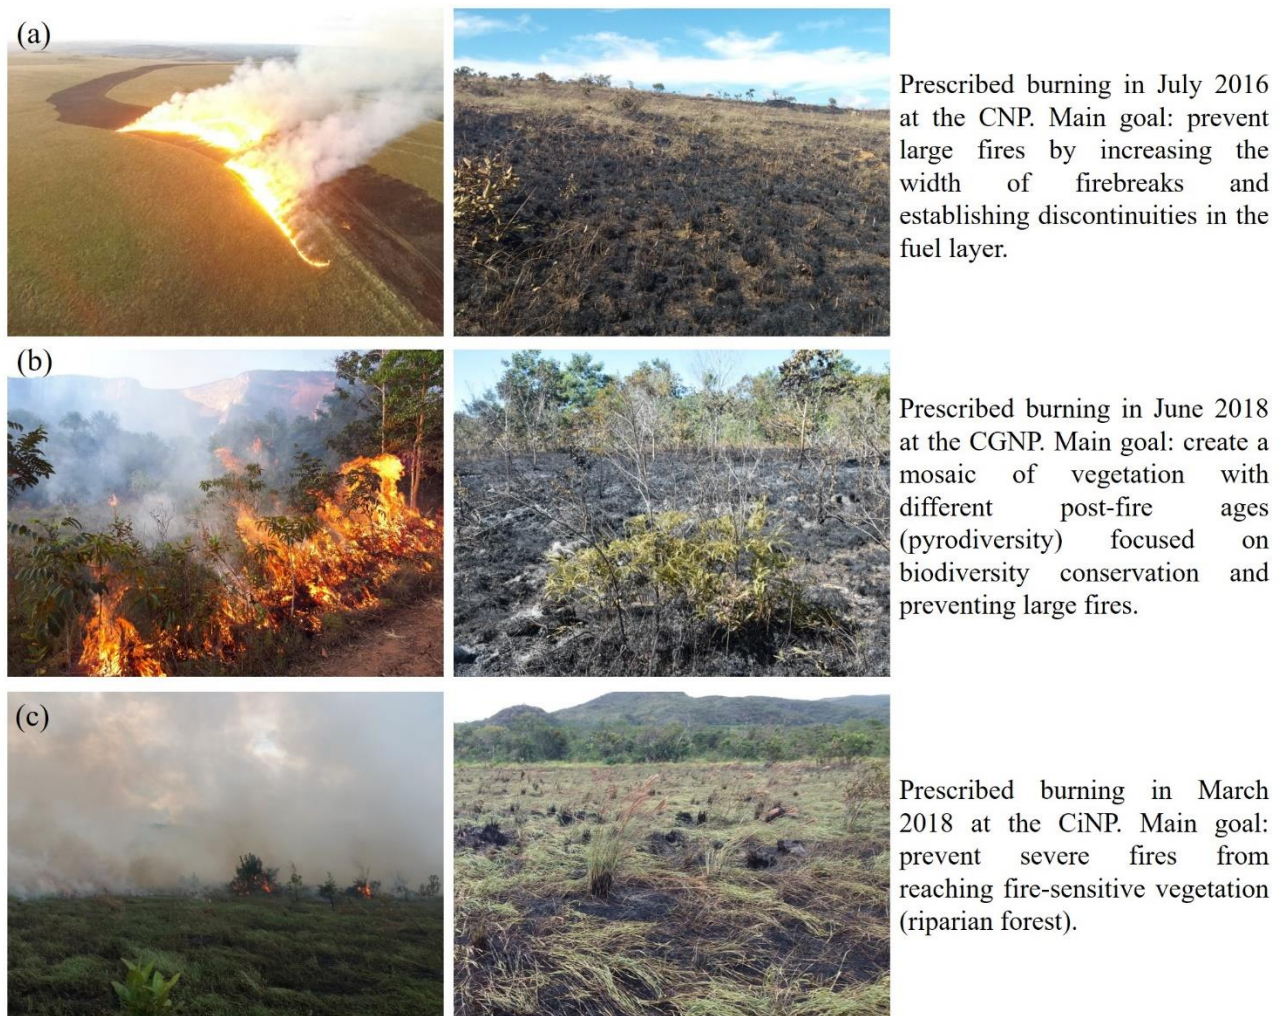 (a)
Prescribed burning in July 2016
at the CNP. Main goal: prevent
large fires by increasing the
width of firebreaks and
establishing discontinuities in the
fuel layer.
(b)
Prescribed burning in June 2018
at the CGNP. Main goal: create a
mosaic of vegetation with
different post-fire ages
(pyrodiversity) focused on
biodiversity conservation and
preventing large fires.
(c)
Prescribed burning in March
2018 at the CiNP. Main goal:
prevent severe fires from
reaching fire-sensitive vegetation
(riparian forest).